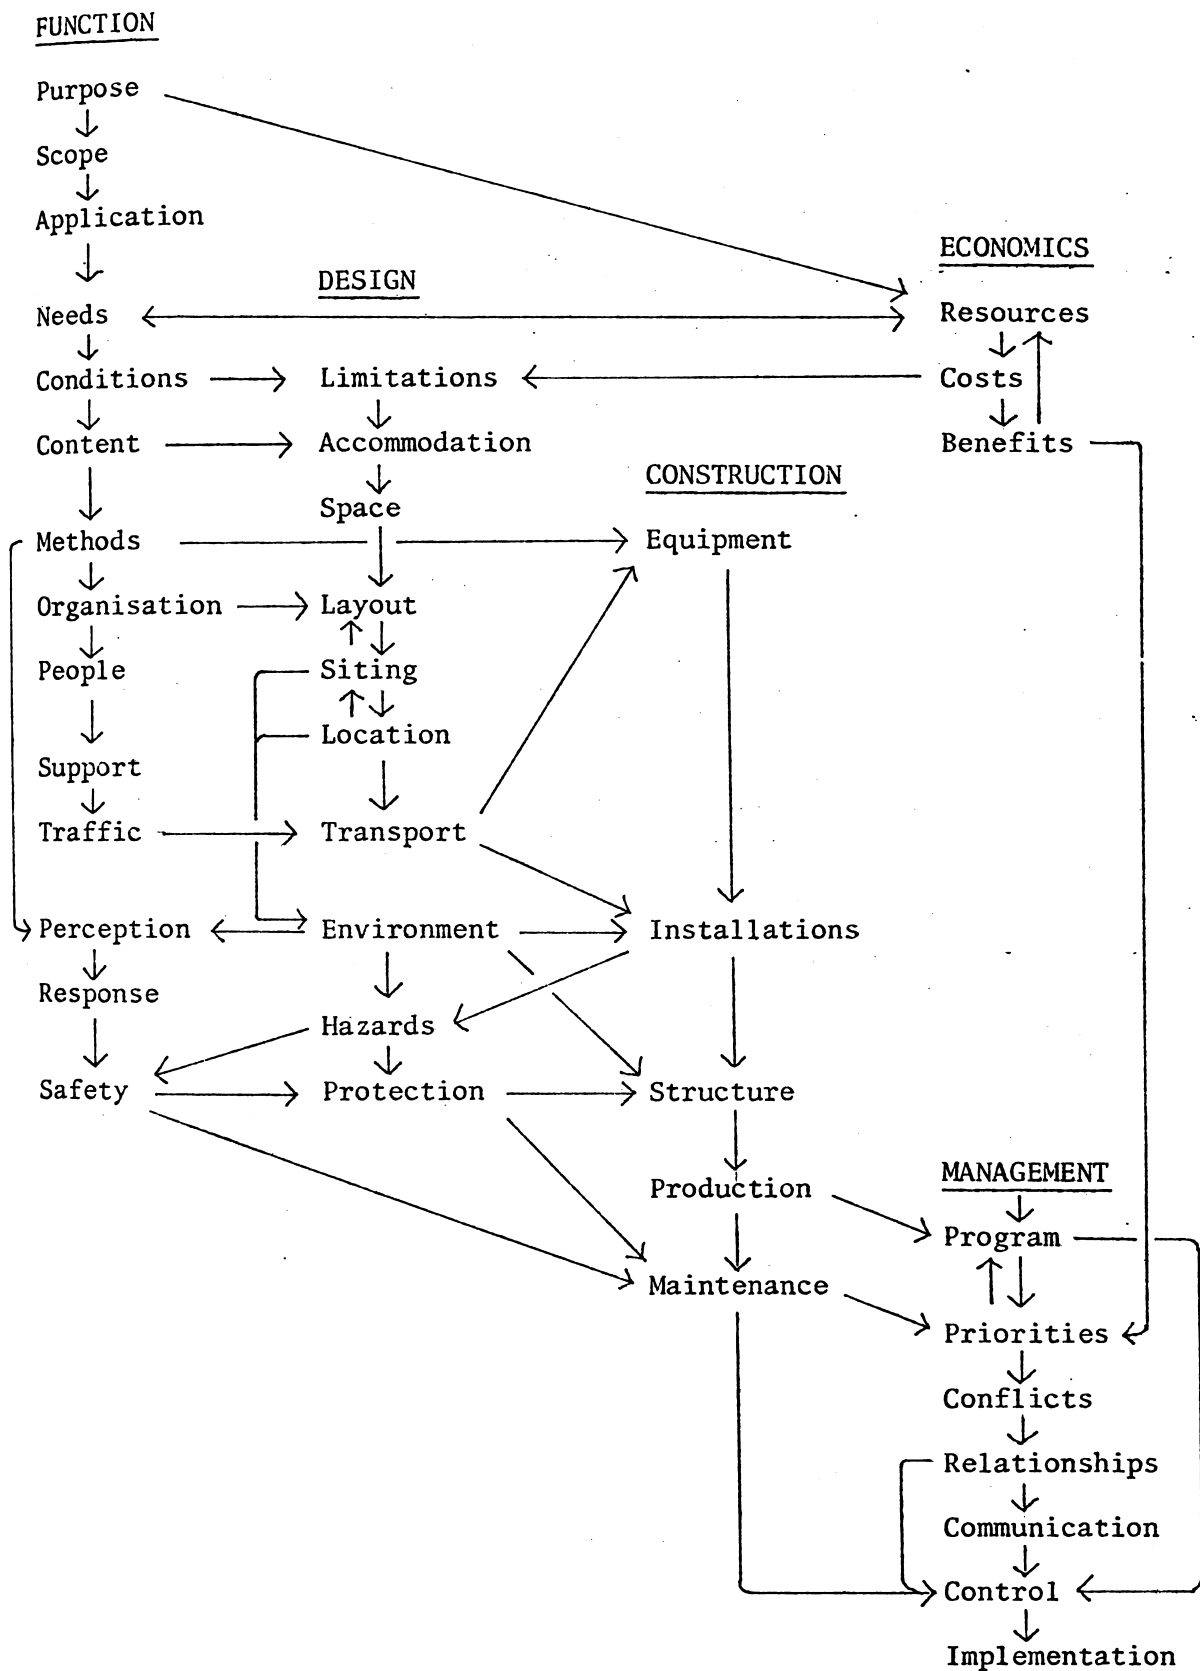 FUNCTION
Purpose
Scope
Application
Needs
Conditions
Content
Methods
Organisation
People
Support
Traffic
Perception
Response
Safety
DESIGN
Limitations
Accommodation
Space
Layout
Siting
Location
Transport
Environment
Hazards
Protection
CONSTRUCTION
Equipment
Installations
Structure
Production
Maintenance
ECONOMICS
Resources
Costs
Benefits
MANAGEMENT
Program
Priorities
Conflicts
Relationships
Communication
Control
Implementation